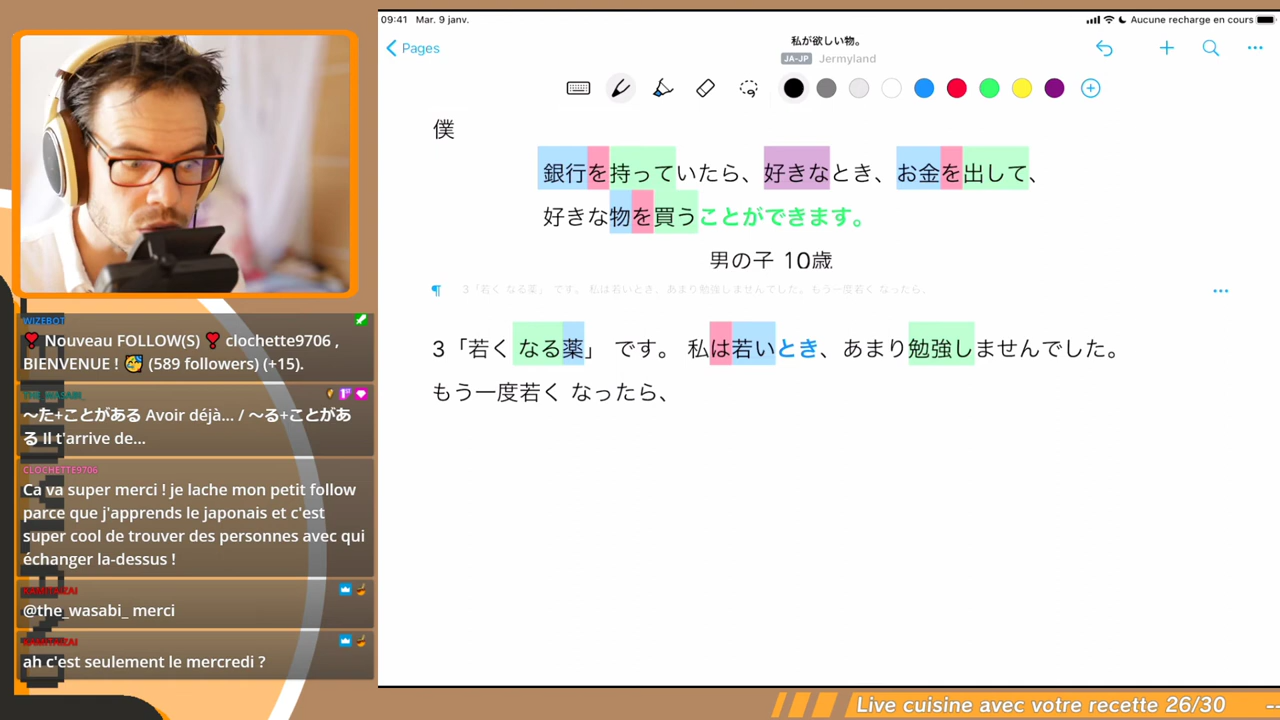 09:41 Mar. 9 janv.
Aucune recharge en cours
Pages
私が欲しい物。
JA-JP Jermyland
僕
銀行を持っていたら、好きなとき、お金を出して、
好きな物を買うことができます。
男の子 10歳
¶ 3「若く なる薬」 です。 私は若いとき、あまり勉強しませんでした。もう一度若く なったら、
3「若く なる薬」 です。 私は若いとき、あまり勉強しませんでした。
もう一度若く なったら、
WIZEBOT
Nouveau FOLLOW(S) clochette9706 ,
BIENVENUE ! (589 followers) (+15).
THE_WASABI_
〜た+ことがある Avoir déjà... / 〜る+ことがあ
る Il t'arrive de...
CLOCHETTE9706
Ca va super merci ! je lache mon petit follow
parce que j'apprends le japonais et c'est
super cool de trouver des personnes avec qui
échanger la-dessus !
@the_wasabi_ merci
ah c'est seulement le mercredi ?
Live cuisine avec votre recette 26/30 --